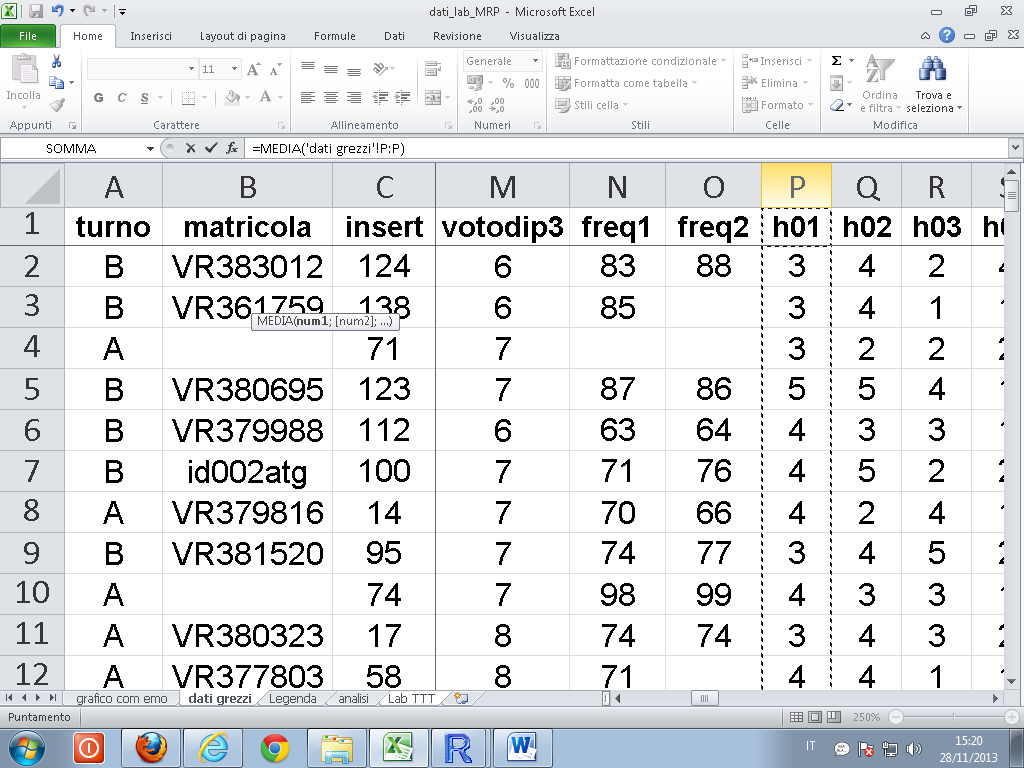 dati_lab_MRP - Microsoft Excel
File Home Inserisci Layout di pagina Formule Dati Revisione Visualizza
Incolla
Appunti
11
G C S
Carattere
Allineamento
Generale
% 000
Numeri
Formattazione condizionale
Formatta come tabella
Stili cella
Stili
Inserisci
Elimina
Formato
Celle
Σ
Ordina e filtra
Trova e seleziona
Modifica
SOMMA =MEDIA('dati grezzi'!P:P)
A B C M N O P Q R
1 turno matricola insert votodip3 freq1 freq2 h01 h02 h03
2 B VR383012 124 6 83 88 3 4 2
3 B VR361759 138 6 85 3 4 1
MEDIA(num1; [num2]; ...)
4 A 71 7 3 2 2
5 B VR380695 123 7 87 86 5 5 4
6 B VR379988 112 6 63 64 4 3 3
7 B id002atg 100 7 71 76 4 5 2
8 A VR379816 14 7 70 66 4 2 4
9 B VR381520 95 7 74 77 3 4 5
10 A 74 7 98 99 4 3 3
11 A VR380323 17 8 74 74 3 4 3
12 A VR377803 58 8 71 4 4 1
grafico com emo dati grezzi Legenda analisi Lab TTT
Puntamento 250%
IT 15:20
28/11/2013